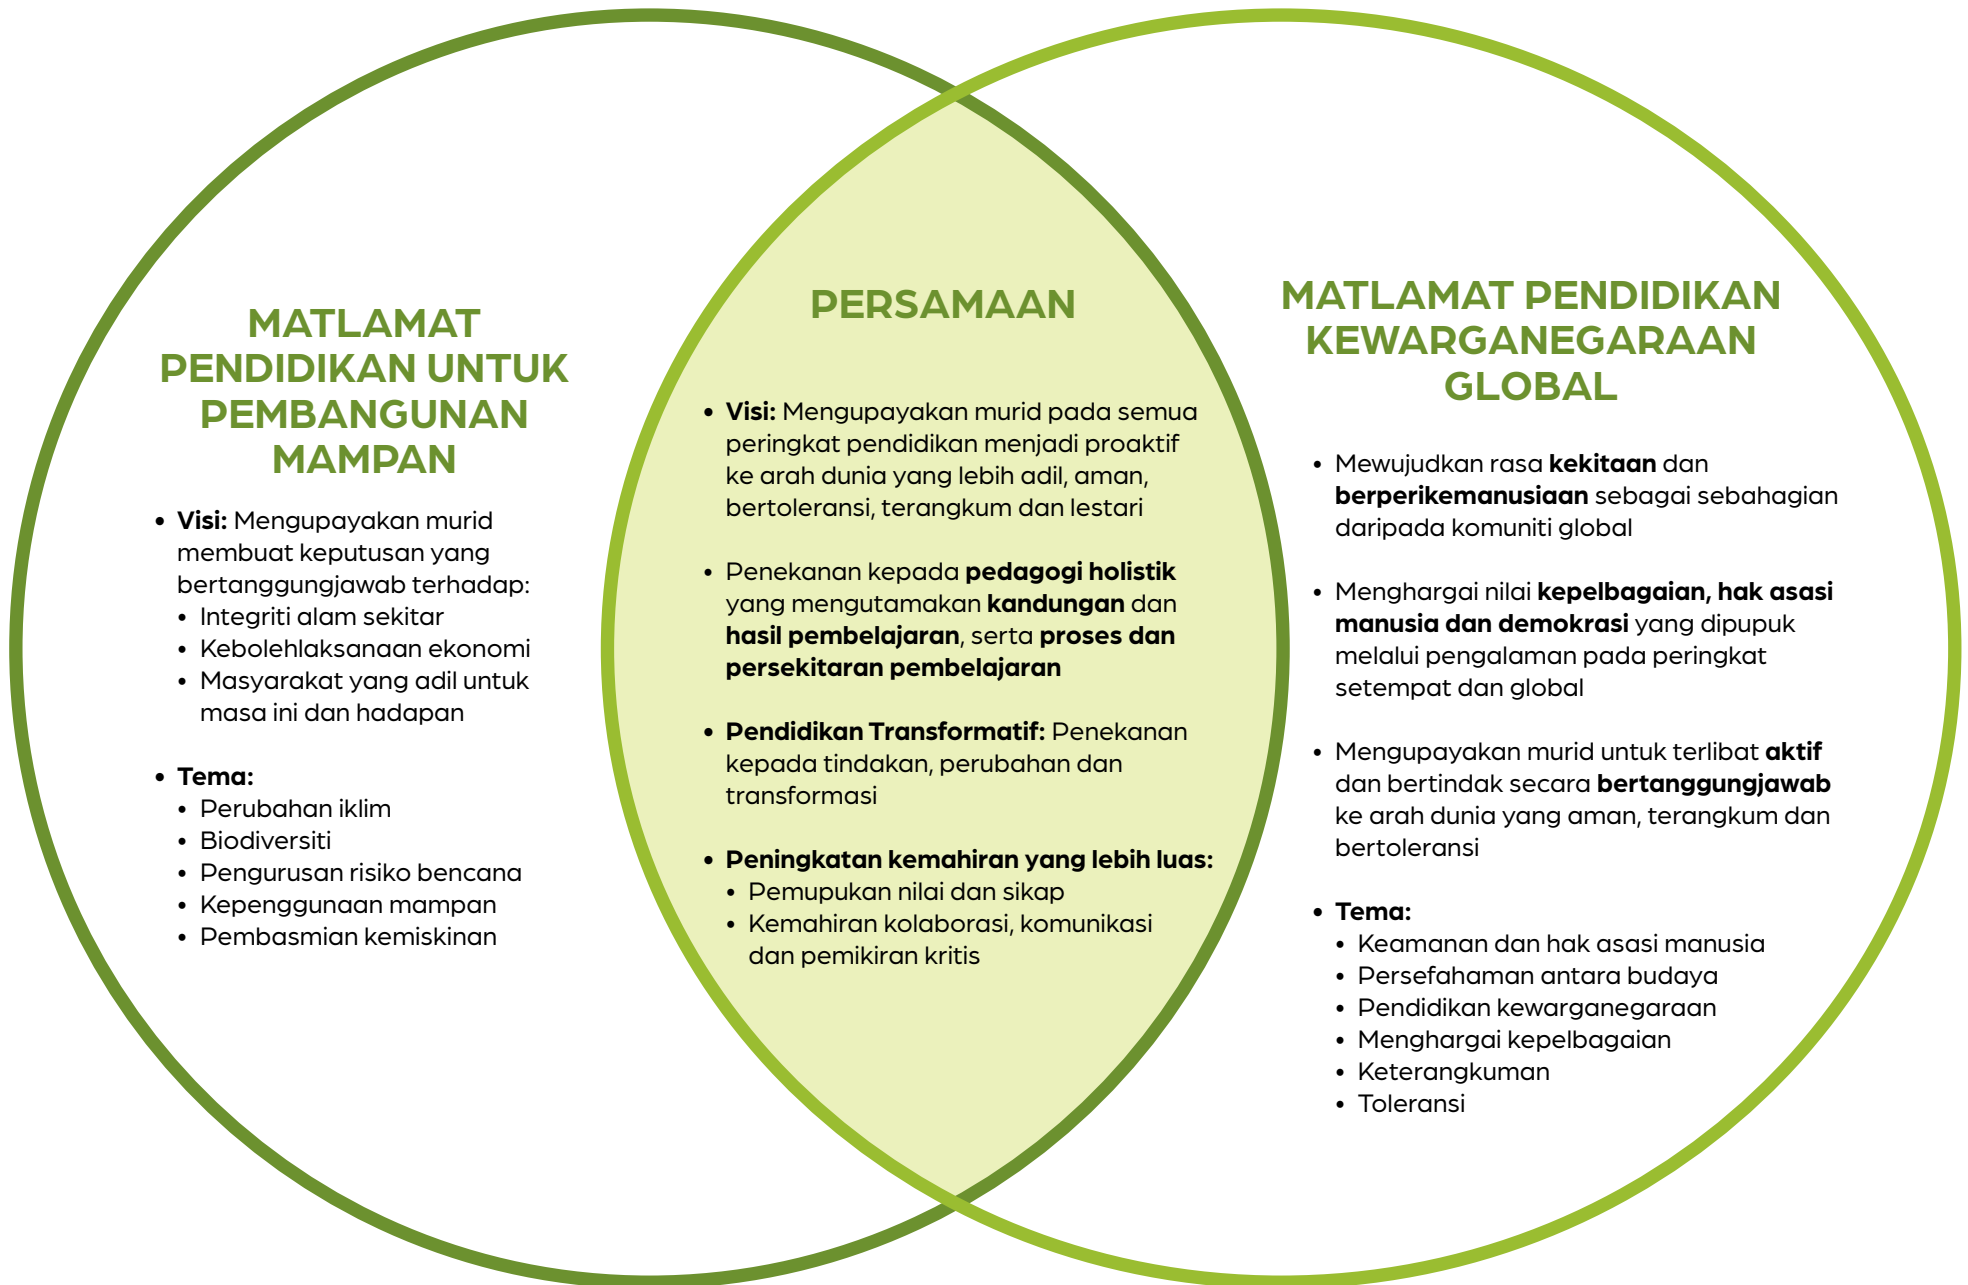 MATLAMAT
PENDIDIKAN UNTUK
PEMBANGUNAN
MAMPAN
• Visi: Mengupayakan murid
membuat keputusan yang
bertanggungjawab terhadap:
• Integriti alam sekitar
• Kebolehlaksanaan ekonomi
• Masyarakat yang adil untuk
masa ini dan hadapan
• Tema:
• Perubahan iklim
• Biodiversiti
• Pengurusan risiko bencana
• Kepenggunaan mampan
• Pembasmian kemiskinan
PERSAMAAN
• Visi: Mengupayakan murid pada semua
peringkat pendidikan menjadi proaktif
ke arah dunia yang lebih adil, aman,
bertoleransi, terangkum dan lestari
• Penekanan kepada pedagogi holistik
yang mengutamakan kandungan dan
hasil pembelajaran, serta proses dan
persekitaran pembelajaran
• Pendidikan Transformatif: Penekanan
kepada tindakan, perubahan dan
transformasi
• Peningkatan kemahiran yang lebih luas:
• Pemupukan nilai dan sikap
• Kemahiran kolaborasi, komunikasi
dan pemikiran kritis
MATLAMAT PENDIDIKAN
KEWARGANEGARAAN
GLOBAL
• Mewujudkan rasa kekitaan dan
berperikemanusiaan sebagai sebahagian
daripada komuniti global
• Menghargai nilai kepelbagaian, hak asasi
manusia dan demokrasi yang dipupuk
melalui pengalaman pada peringkat
setempat dan global
• Mengupayakan murid untuk terlibat aktif
dan bertindak secara bertanggungjawab
ke arah dunia yang aman, terangkum dan
bertoleransi
• Tema:
• Keamanan dan hak asasi manusia
• Persefahaman antara budaya
• Pendidikan kewarganegaraan
• Menghargai kepelbagaian
• Keterangkuman
• Toleransi